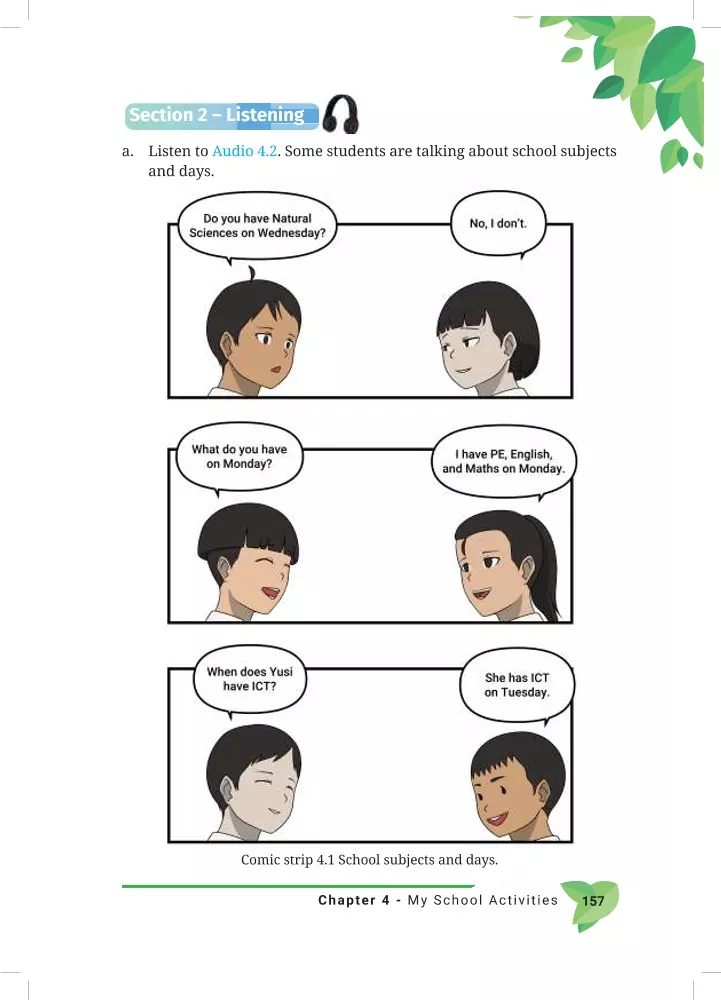 Section 2 – Listening
a. Listen to Audio 4.2. Some students are talking about school subjects
and days.
Do you have Natural
Sciences on Wednesday?
No, I don't.
What do you have
on Monday?
I have PE, English,
and Maths on Monday.
When does Yusi
have ICT?
She has ICT
on Tuesday.
Comic strip 4.1 School subjects and days.
Chapter 4 - My School Activities 157